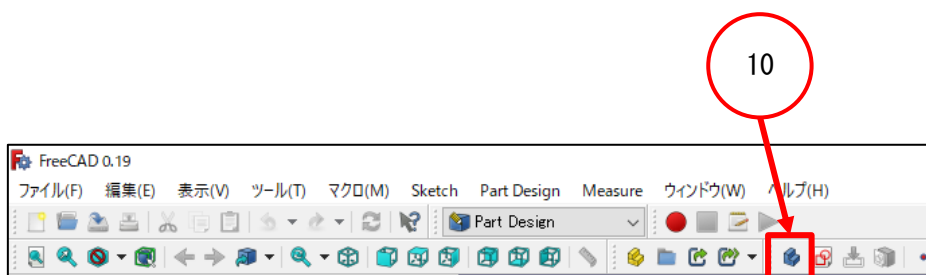 10
FreeCAD 0.19
ファイル(F) 編集(E) 表示(V) ツール(T) マクロ(M) Sketch Part Design Measure ウィンドウ(W) ヘルプ(H)
Part Design